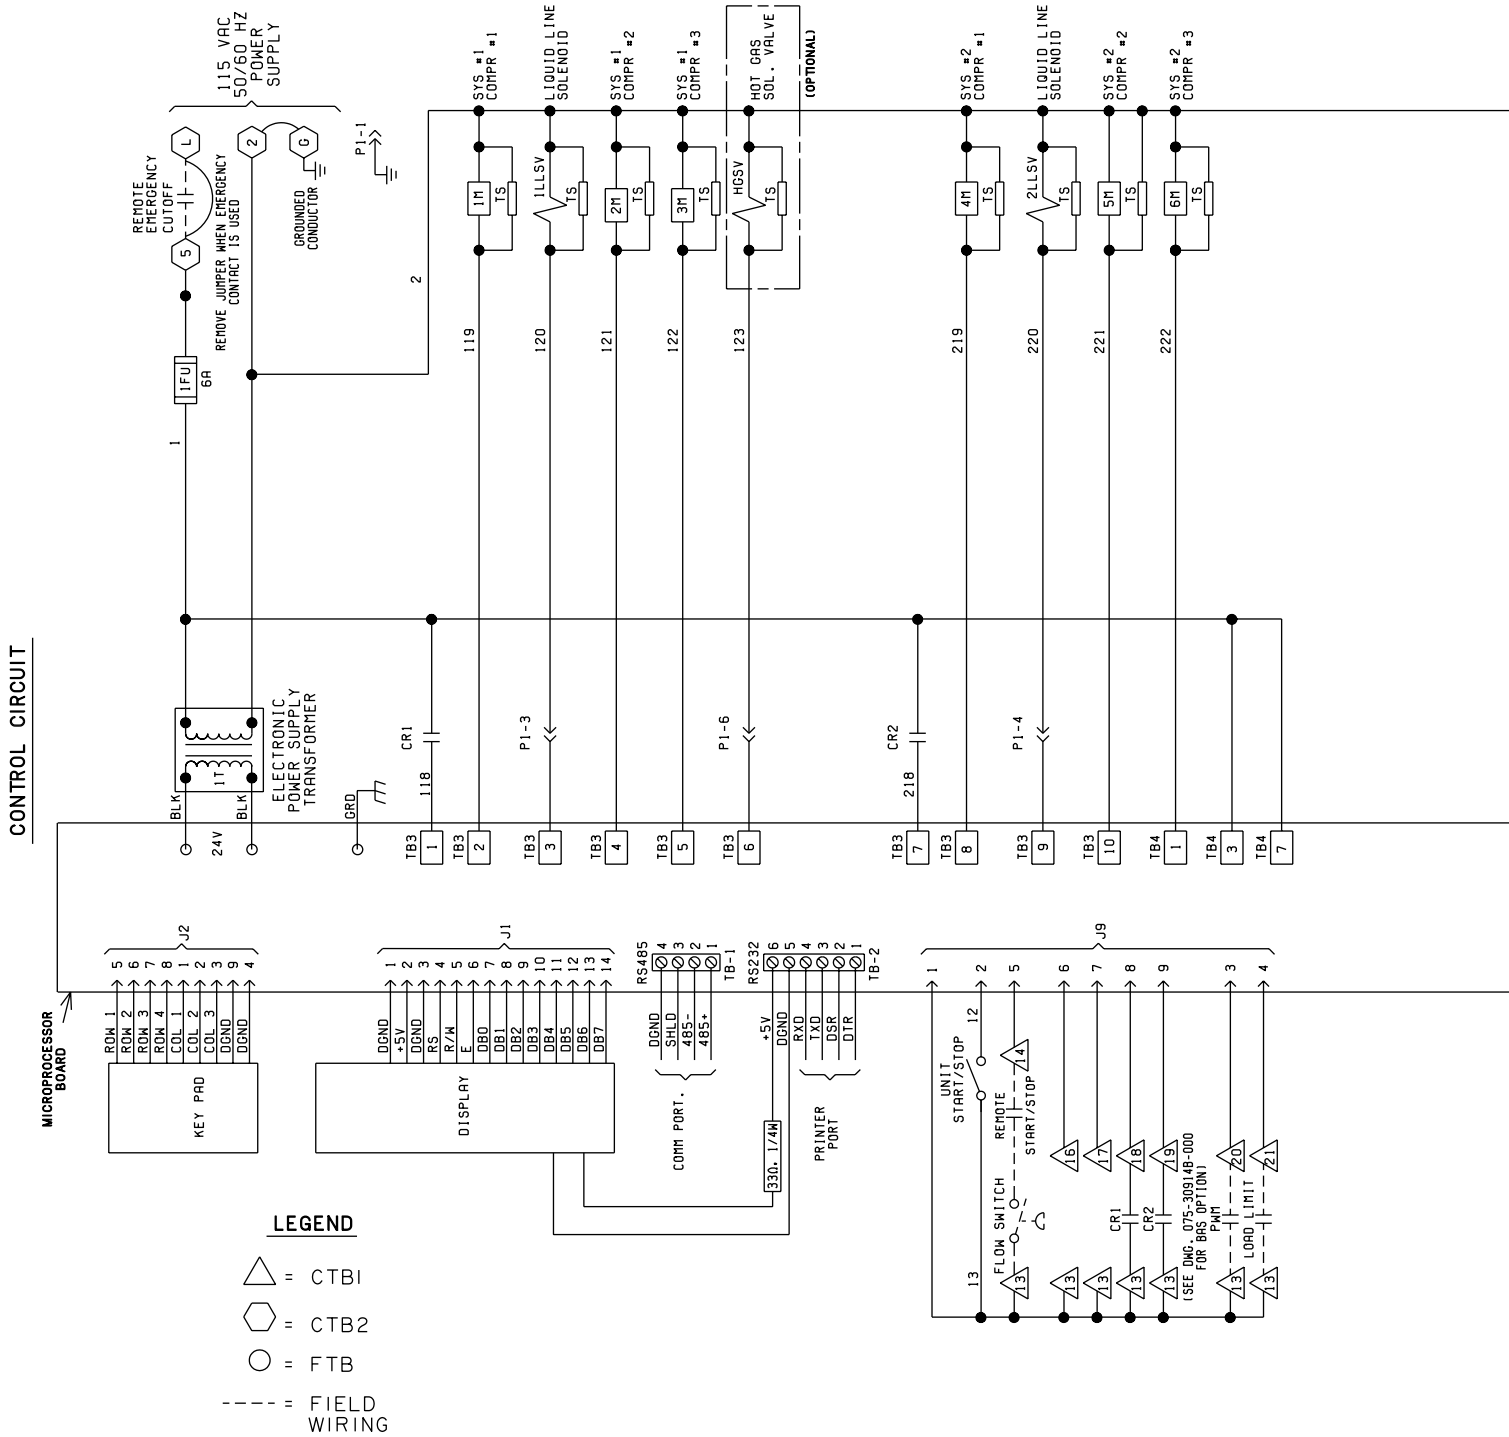 CONTROL CIRCUIT
115 VAC
50/60 HZ
POWER
SUPPLY
REMOTE
EMERGENCY
CUTOFF
L
5
REMOVE JUMPER WHEN EMERGENCY
CONTACT IS USED
2
G
GROUNDED
CONDUCTOR
P1-1
1FU
6A
1
2
SYS #1
COMPR #1
1M
TS
119
LIQUID LINE
SOLENOID
1LLSV
TS
120
SYS #1
COMPR #2
2M
TS
121
SYS #1
COMPR #3
3M
TS
122
HOT GAS
SOL. VALVE
(OPTIONAL)
HGSV
TS
123
SYS #2
COMPR #1
4M
TS
219
LIQUID LINE
SOLENOID
2LLSV
TS
220
SYS #2
COMPR #2
5M
TS
221
SYS #2
COMPR #3
6M
TS
222
1T
ELECTRONIC
POWER SUPPLY
TRANSFORMER
BLK
BLK
24V
GRD
CR1
118
P1-3
P1-6
CR2
218
P1-4
TB3
1
TB3
2
TB3
3
TB3
4
TB3
5
TB3
6
TB3
7
TB3
8
TB3
9
TB3
10
TB4
1
TB4
3
TB4
7
MICROPROCESSOR
BOARD
J2
5
6
7
8
1
2
3
9
4
ROW 1
ROW 2
ROW 3
ROW 4
COL 1
COL 2
COL 3
DGND
DGND
KEY PAD
J1
1
2
3
4
5
6
7
8
9
10
11
12
13
14
DGND
+5V
DGND
RS
R/W
E
DB0
DB1
DB2
DB3
DB4
DB5
DB6
DB7
DISPLAY
RS485
4
3
2
1
TB-1
DGND
SHLD
485-
485+
COMM PORT.
RS232
6
5
4
3
2
1
TB-2
+5V
DGND
RXD
TXD
DSR
DTR
PRINTER
PORT
33Ω. 1/4W
J9
1
2
5
6
7
8
9
3
4
12
UNIT
START/STOP
13
14
REMOTE
START/STOP
FLOW SWITCH
13
16
13
17
13
18
CR1
13
19
CR2
13
(SEE DWG. 075-30914B-000
FOR BAS OPTION)
20
PWM
13
21
LOAD LIMIT
13
LEGEND
= CTB1
= CTB2
= FTB
= FIELD
WIRING